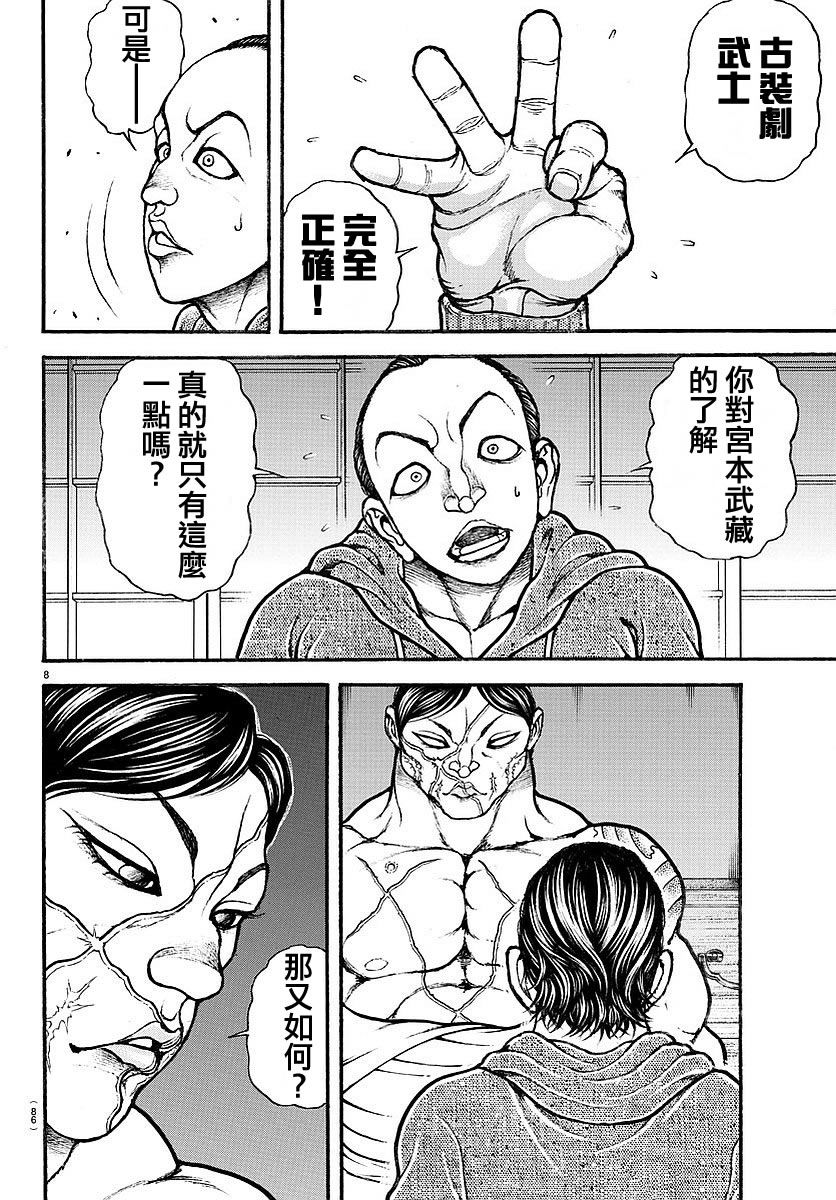 古裝劇
武士
完全
正確！
可是——
你對宮本武藏
的了解
真的就只有這麼
一點嗎？
8
那又如何？
（86）